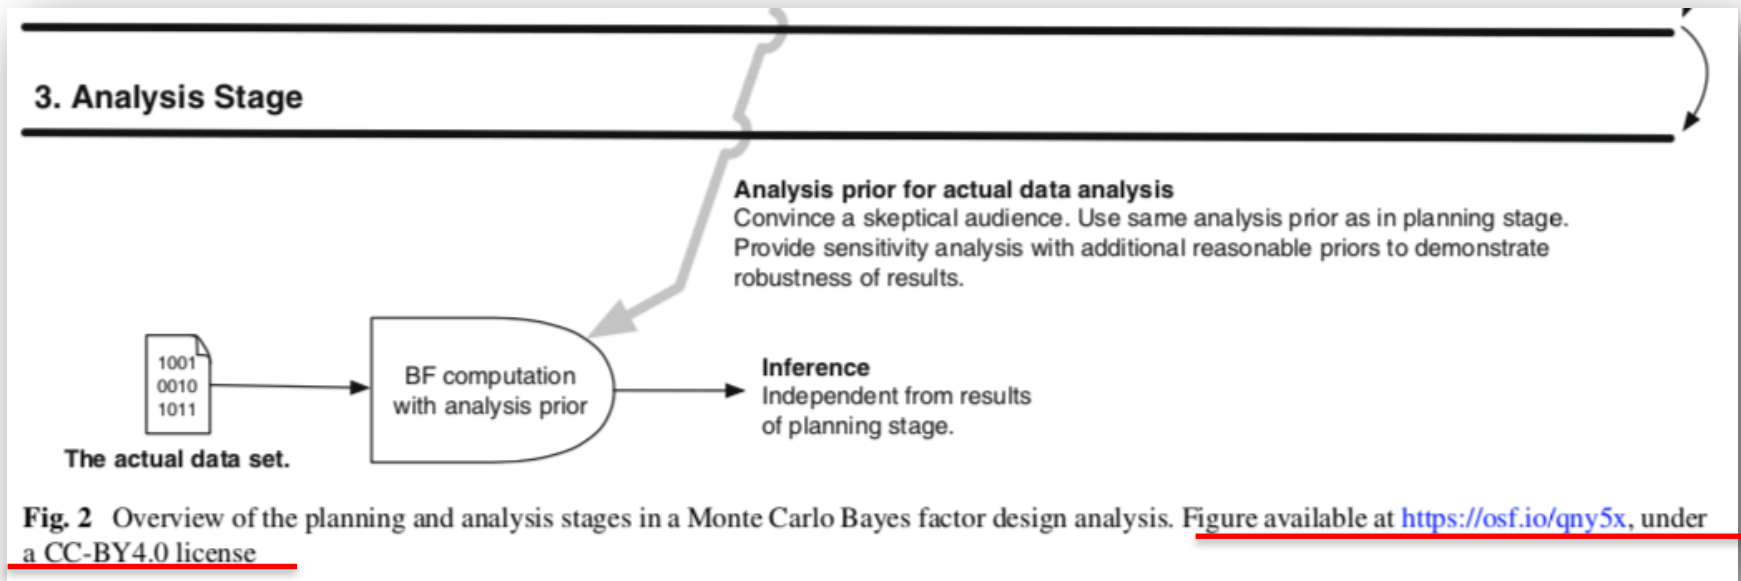 3. Analysis Stage
Analysis prior for actual data analysis
Convince a skeptical audience. Use same analysis prior as in planning stage.
Provide sensitivity analysis with additional reasonable priors to demonstrate
robustness of results.
1001
0010
1011
The actual data set.
BF computation
with analysis prior
Inference
Independent from results
of planning stage.
Fig. 2 Overview of the planning and analysis stages in a Monte Carlo Bayes factor design analysis. Figure available at https://osf.io/qny5x, under
a CC-BY4.0 license